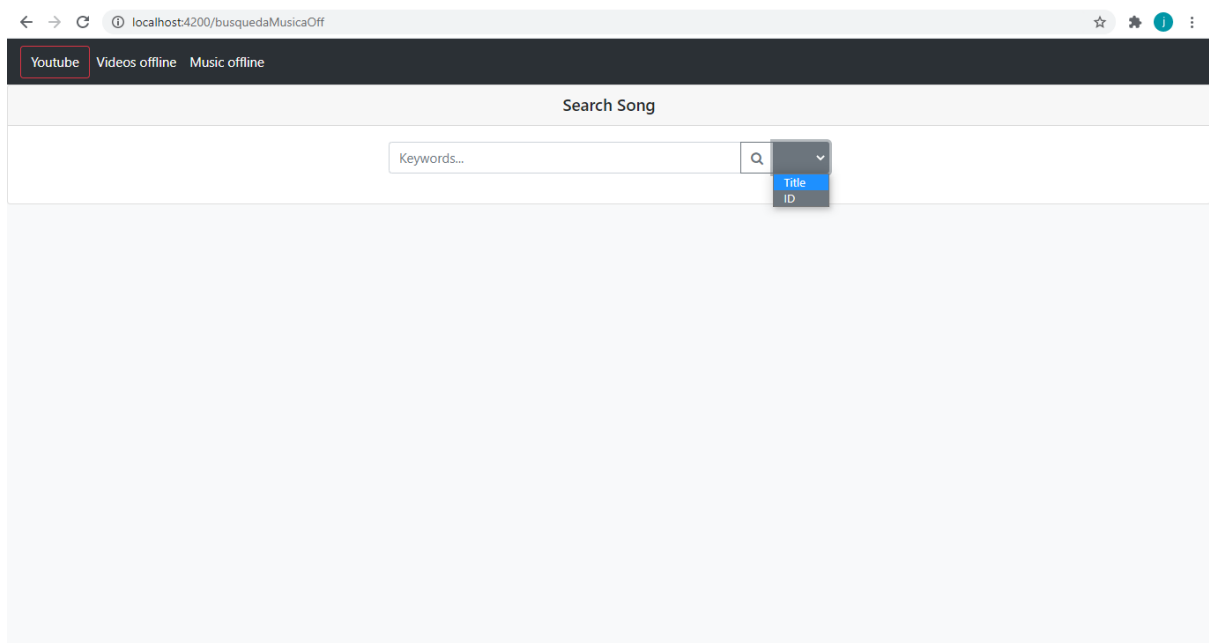 localhost:4200/busquedaMusicaOff
j
Youtube Videos offline Music offline
Search Song
Keywords...
Title
ID